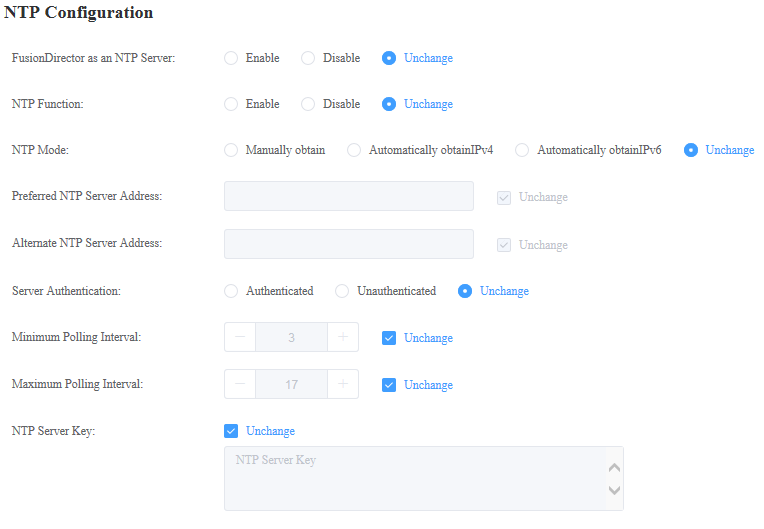 NTP Configuration
FusionDirector as an NTP Server: Enable Disable Unchange
NTP Function: Enable Disable Unchange
NTP Mode: Manually obtain Automatically obtainIPv4 Automatically obtainIPv6 Unchange
Preferred NTP Server Address: Unchange
Alternate NTP Server Address: Unchange
Server Authentication: Authenticated Unauthenticated Unchange
Minimum Polling Interval: 3 Unchange
Maximum Polling Interval: 17 Unchange
NTP Server Key: Unchange
NTP Server Key